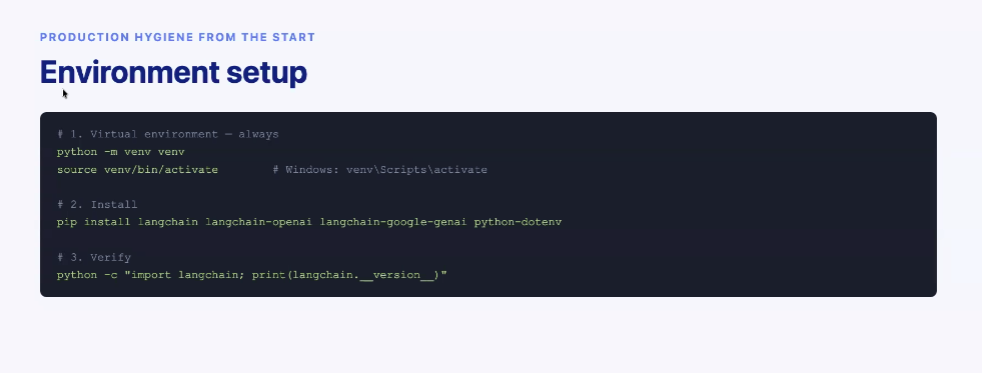 PRODUCTION HYGIENE FROM THE START
Environment setup
# 1. Virtual environment — always
python -m venv venv
source venv/bin/activate # Windows: venv\Scripts\activate
# 2. Install
pip install langchain langchain-openai langchain-google-genai python-dotenv
# 3. Verify
python -c "import langchain; print(langchain.__version__)"